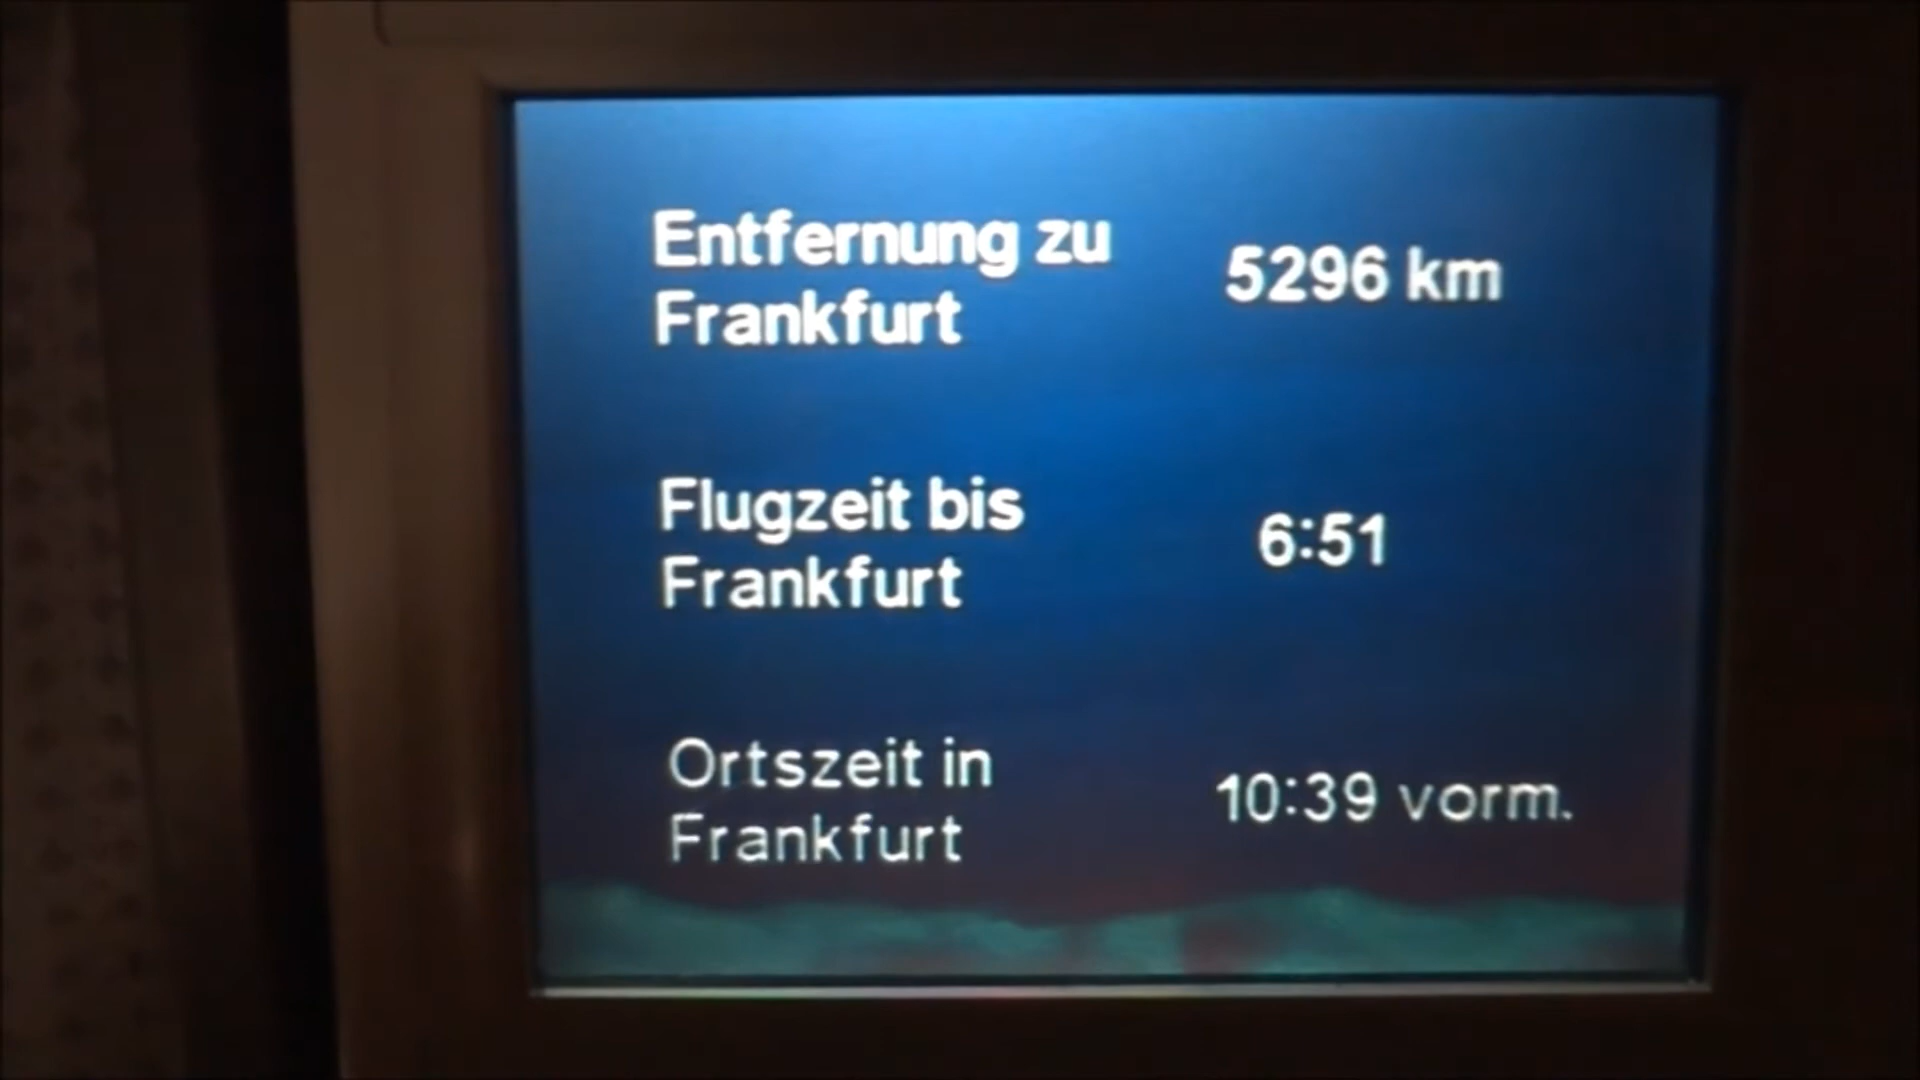 Entfernung zu
Frankfurt
5296 km
Flugzeit bis
Frankfurt
6:51
Ortszeit in
Frankfurt
10:39 vorm.